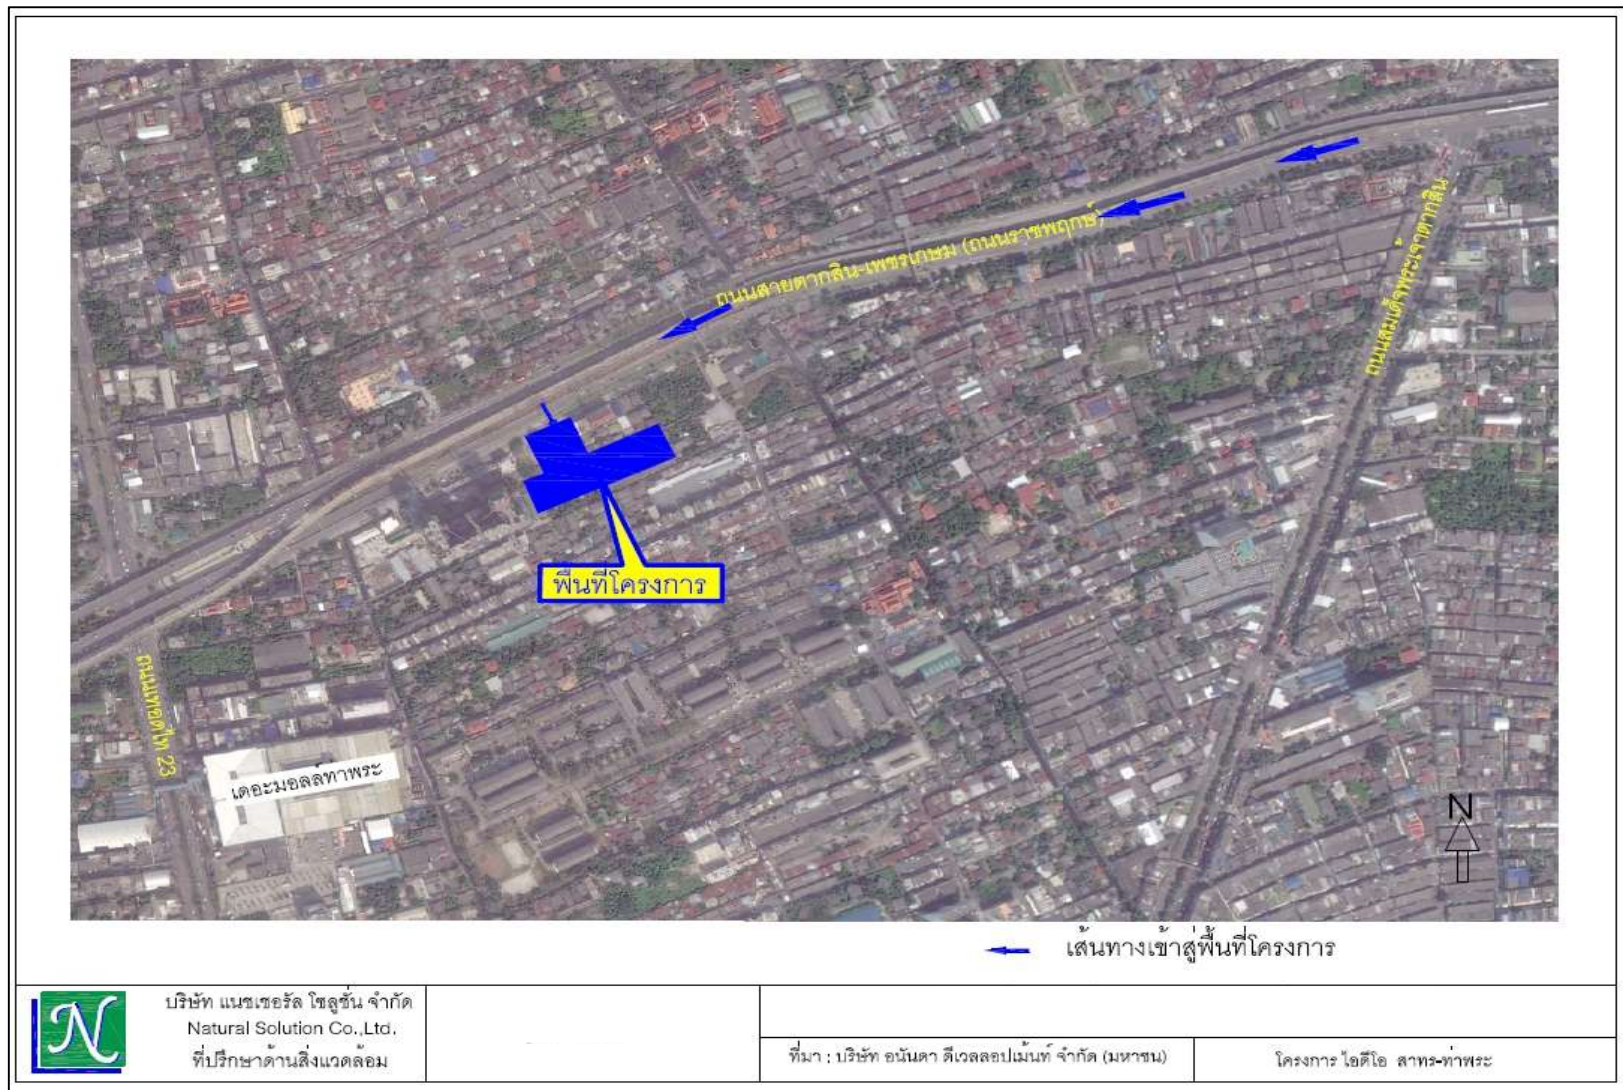 ถนนสายตากสิน-เพชรเกษม (ถนนราชพฤกษ์)
ถนนสมเด็จพระเจ้าตากสิน
พื้นที่โครงการ
ถนนเทอดไท 23
เดอะมอลล์ท่าพระ
N
เส้นทางเข้าสู่พื้นที่โครงการ
N
บริษัท แนชเชอรัล โซลูชั่น จำกัด
Natural Solution Co.,Ltd.
ที่ปรึกษาด้านสิ่งแวดล้อม
ที่มา : บริษัท อนันดา ดีเวลลอปเม้นท์ จำกัด (มหาชน)
โครงการ ไอดีโอ สาทร-ท่าพระ